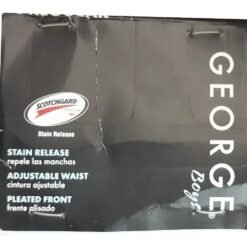 SCOTCHGARD
Stain Release
STAIN RELEASE
repele las manchas
ADJUSTABLE WAIST
cintura ajustable
PLEATED FRONT
frente plisado
GEORGE®
Boys